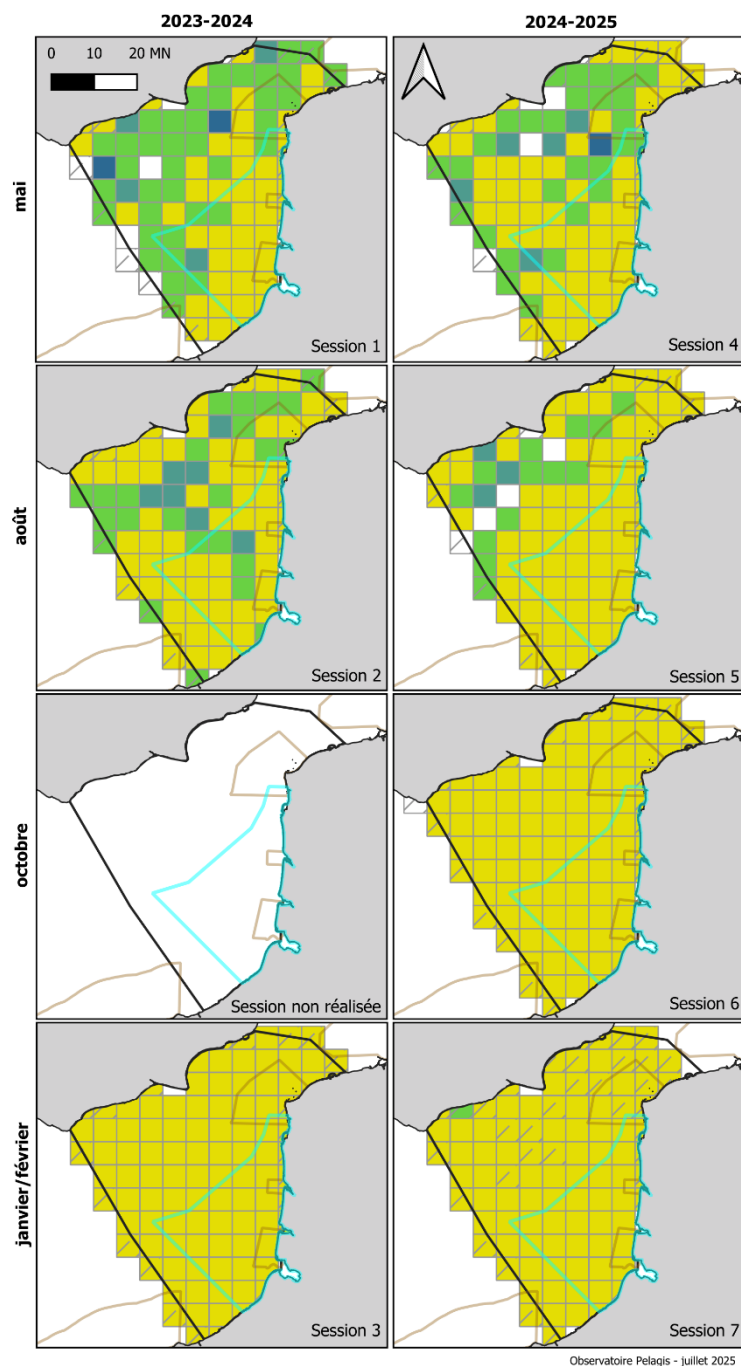 2023-2024
2024-2025
0 10 20 MN
mai
Session 1
Session 4
août
Session 2
Session 5
octobre
Session non réalisée
Session 6
janvier/février
Session 3
Session 7
Observatoire Pelagis - juillet 2025